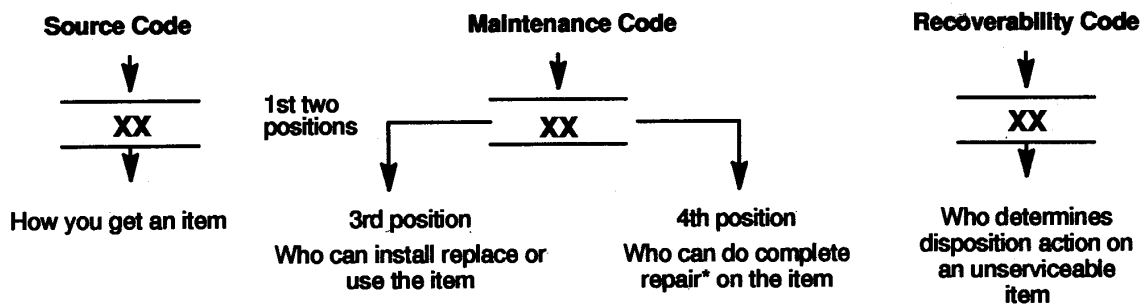 Source Code
Maintenance Code
Recoverability Code
1st two
positions
XX
XX
XX
How you get an item
3rd position
Who can install replace or
use the item
4th position
Who can do complete
repair* on the item
Who determines
disposition action on
an unserviceable
item